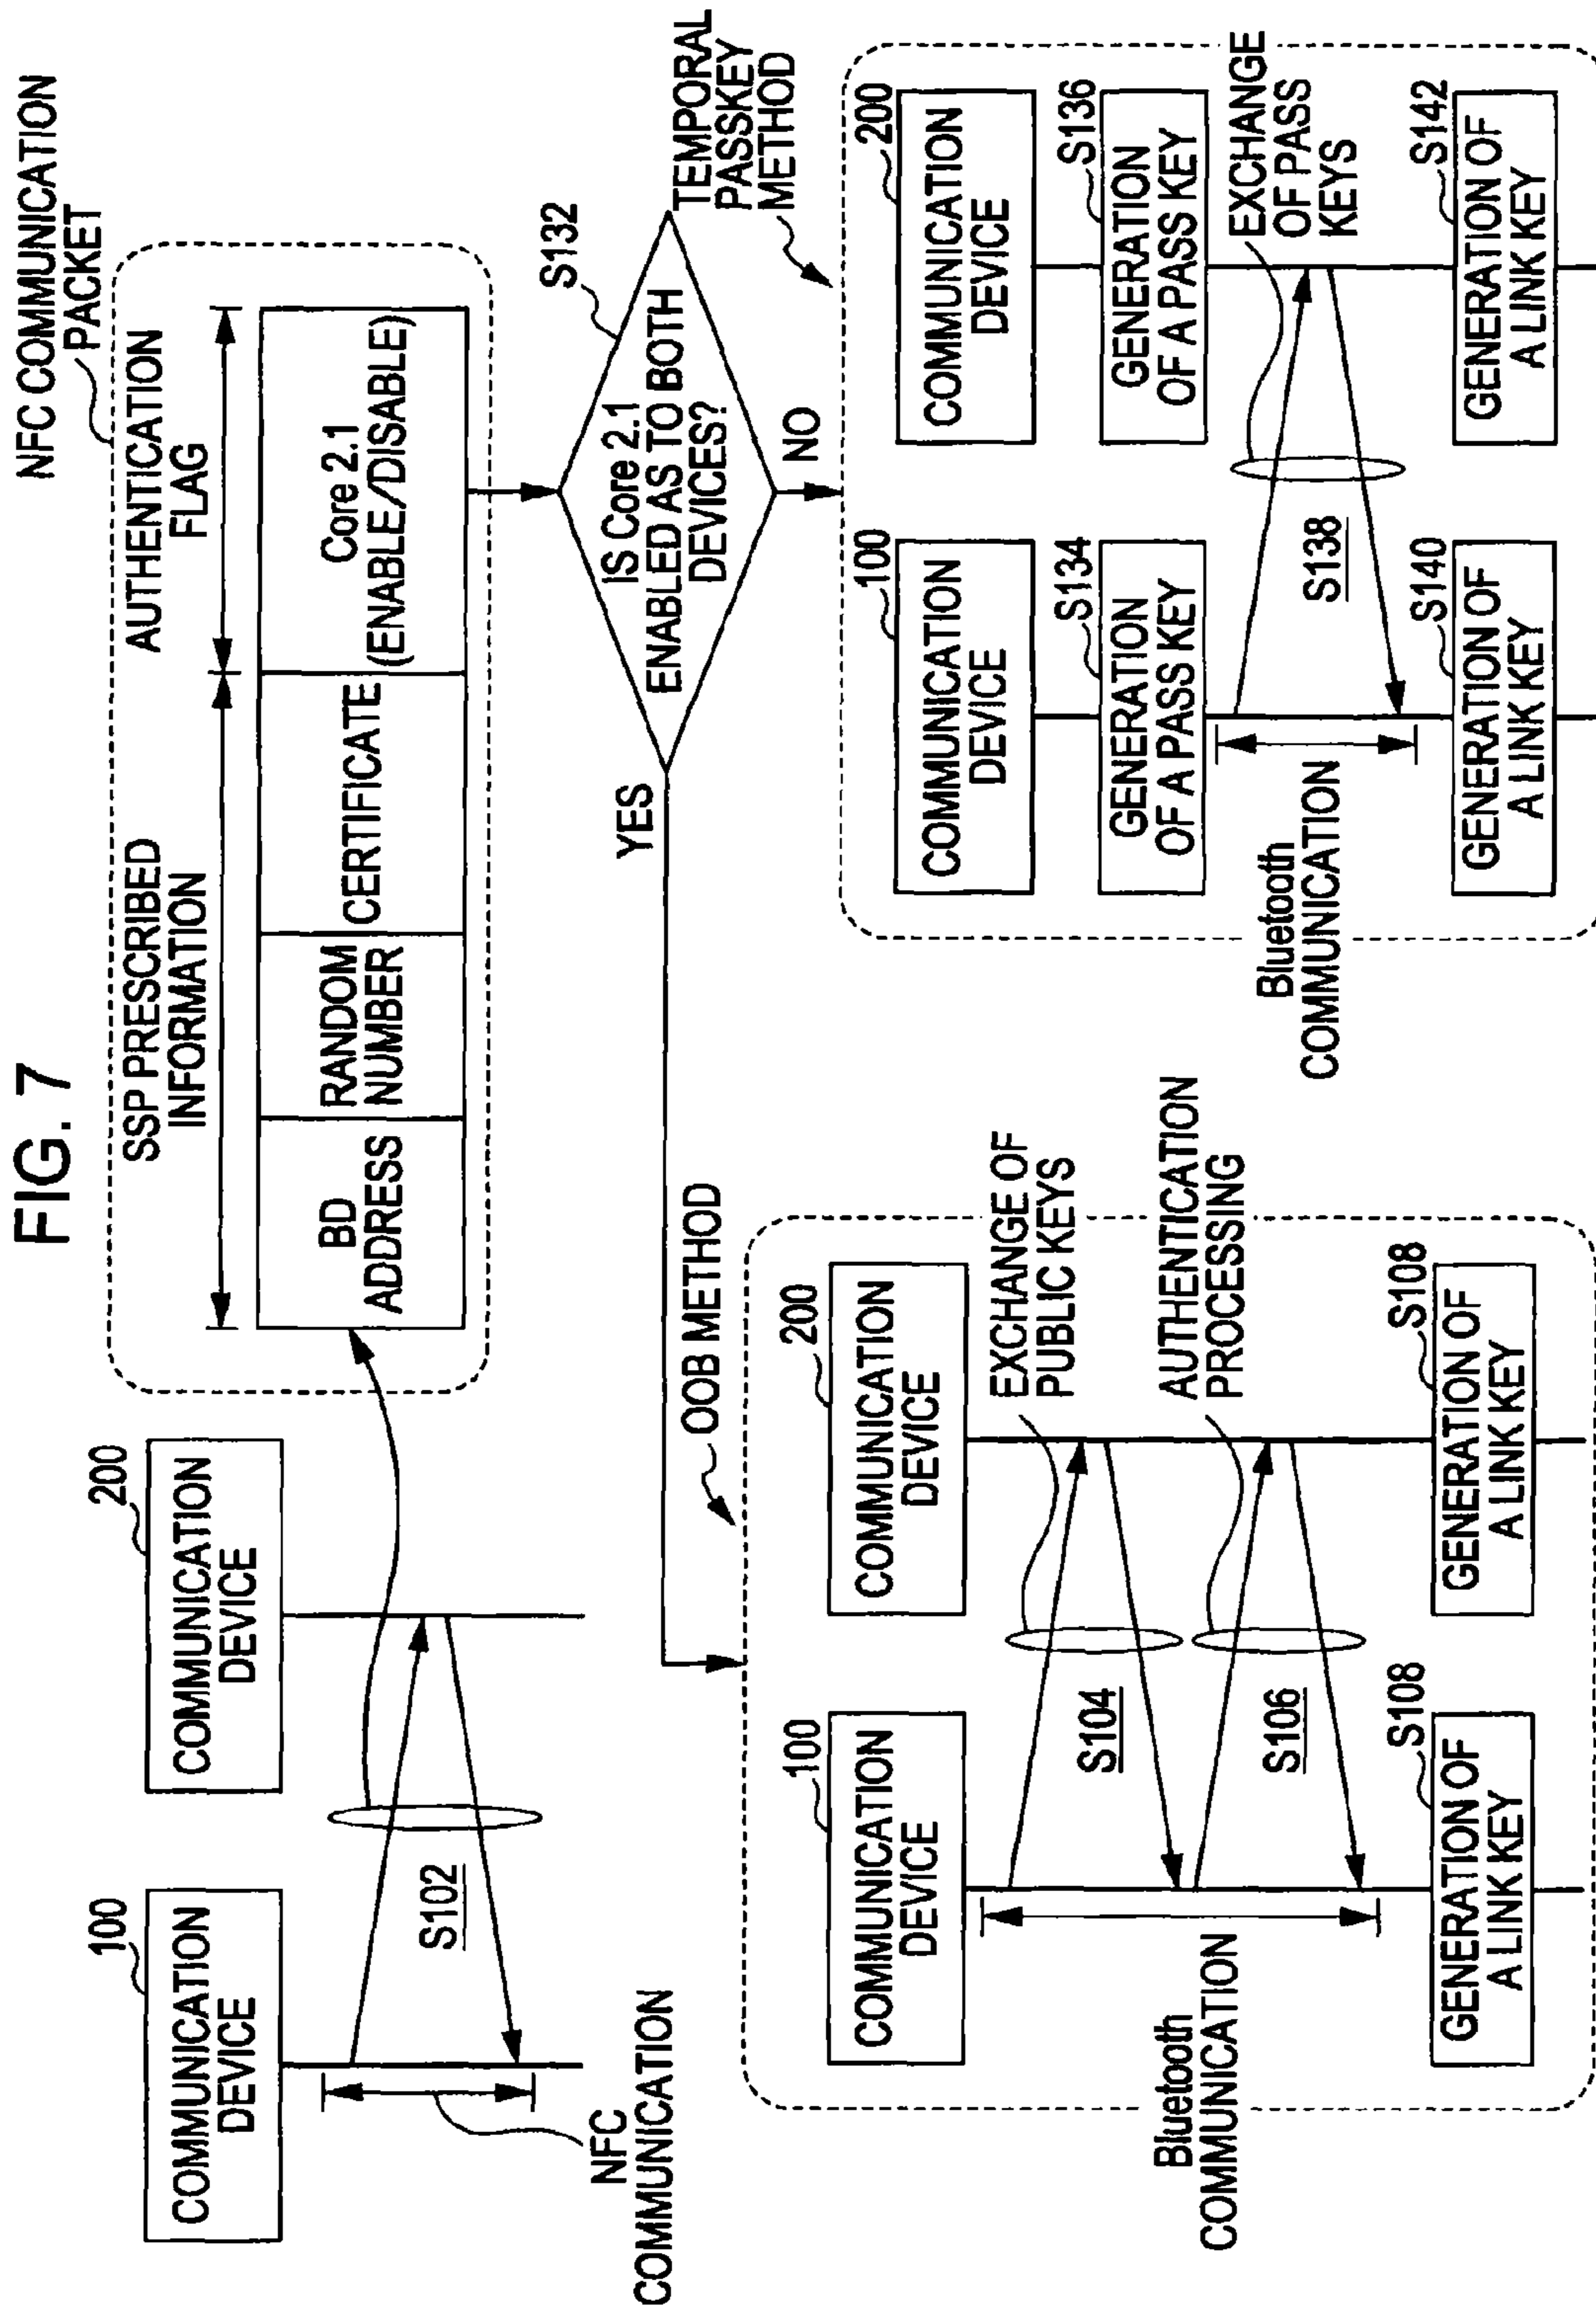 FIG. 7
100
COMMUNICATION
DEVICE
200
COMMUNICATION
DEVICE
S102
NFC
COMMUNICATION
NFC COMMUNICATION
PACKET
SSP PRESCRIBED
INFORMATION
AUTHENTICATION
FLAG
BD
ADDRESS
RANDOM
NUMBER
CERTIFICATE
Core 2.1
(ENABLE/DISABLE)
S132
IS Core 2.1
ENABLED AS TO BOTH
DEVICES?
YES
NO
OOB METHOD
100
COMMUNICATION
DEVICE
200
COMMUNICATION
DEVICE
EXCHANGE OF
PUBLIC KEYS
S104
AUTHENTICATION
PROCESSING
S106
Bluetooth
COMMUNICATION
S108
GENERATION OF
A LINK KEY
S108
GENERATION OF
A LINK KEY
TEMPORAL
PASSKEY
METHOD
100
COMMUNICATION
DEVICE
200
COMMUNICATION
DEVICE
S134
GENERATION
OF A PASS KEY
S136
GENERATION
OF A PASS KEY
EXCHANGE
OF PASS
KEYS
S138
Bluetooth
COMMUNICATION
S140
GENERATION OF
A LINK KEY
S142
GENERATION OF
A LINK KEY